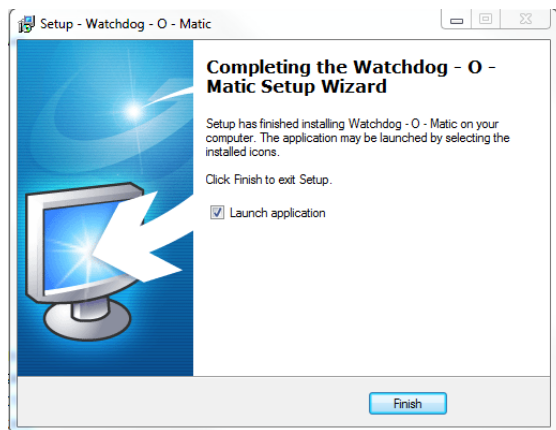 Setup - Watchdog - O - Matic
Completing the Watchdog - O -
Matic Setup Wizard
Setup has finished installing Watchdog - O - Matic on your
computer. The application may be launched by selecting the
installed icons.
Click Finish to exit Setup.
Launch application
Finish